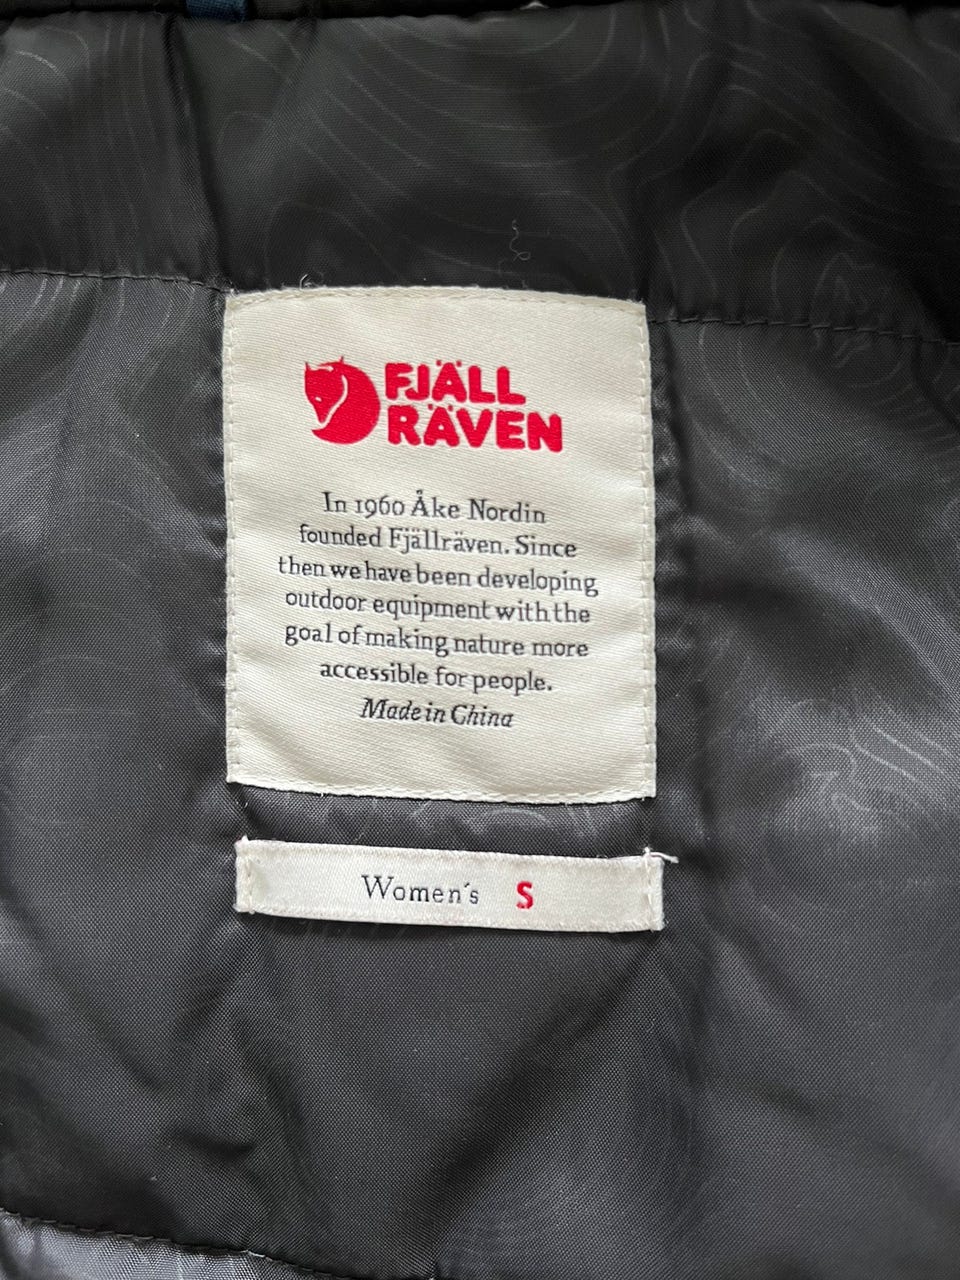 FJÄLL
RÄVEN
In 1960 Åke Nordin
founded Fjällräven. Since
then we have been developing
outdoor equipment with the
goal of making nature more
accessible for people.
Made in China
Women´s S